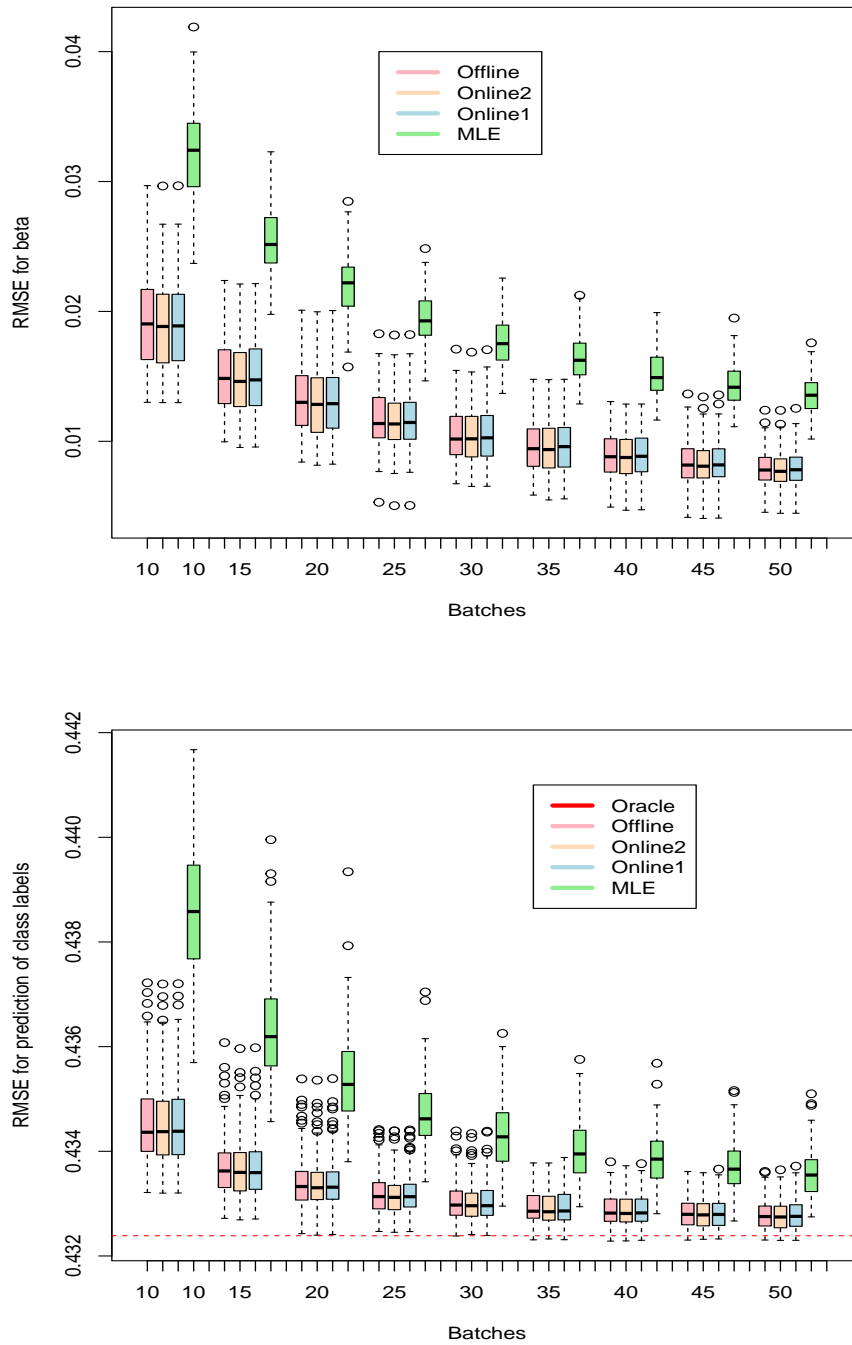 0.04
0.03
0.02
0.01
RMSE for beta
Offline
Online2
Online1
MLE
10 10 15 20 25 30 35 40 45 50
Batches
0.442
0.440
0.438
0.436
0.434
0.432
RMSE for prediction of class labels
Oracle
Offline
Online2
Online1
MLE
10 10 15 20 25 30 35 40 45 50
Batches